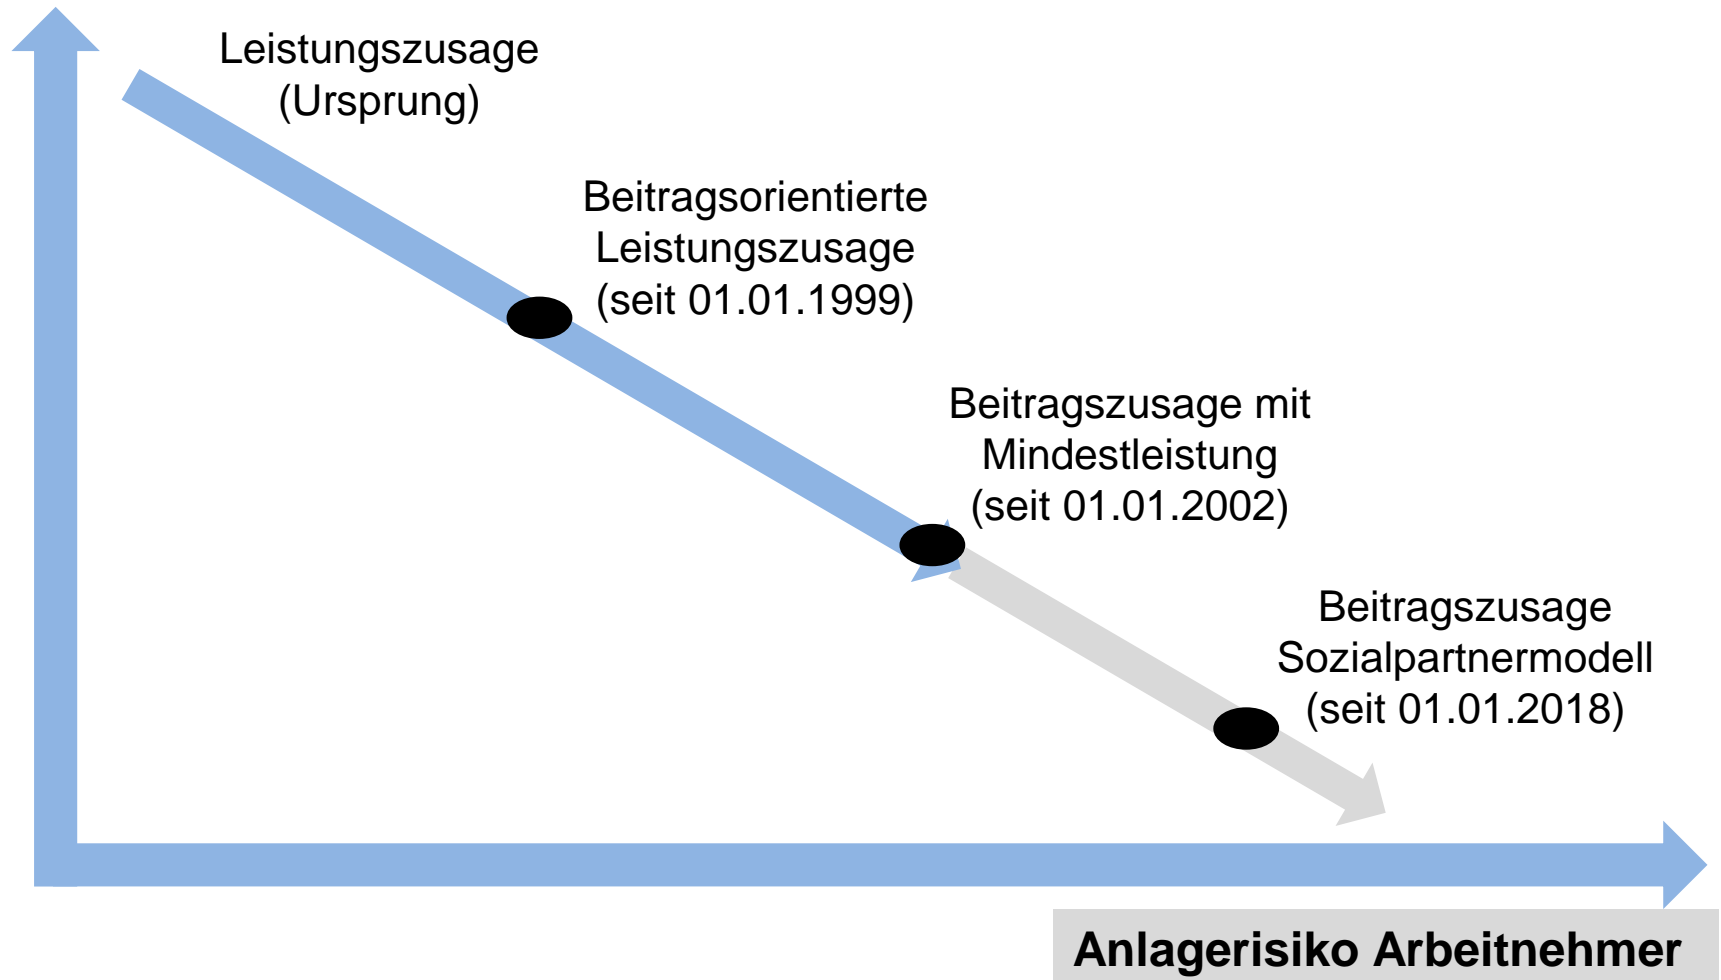 Leistungszusage
(Ursprung)
Beitragsorientierte
Leistungszusage
(seit 01.01.1999)
Beitragszusage mit
Mindestleistung
(seit 01.01.2002)
Beitragszusage
Sozialpartnermodell
(seit 01.01.2018)
Anlagerisiko Arbeitnehmer